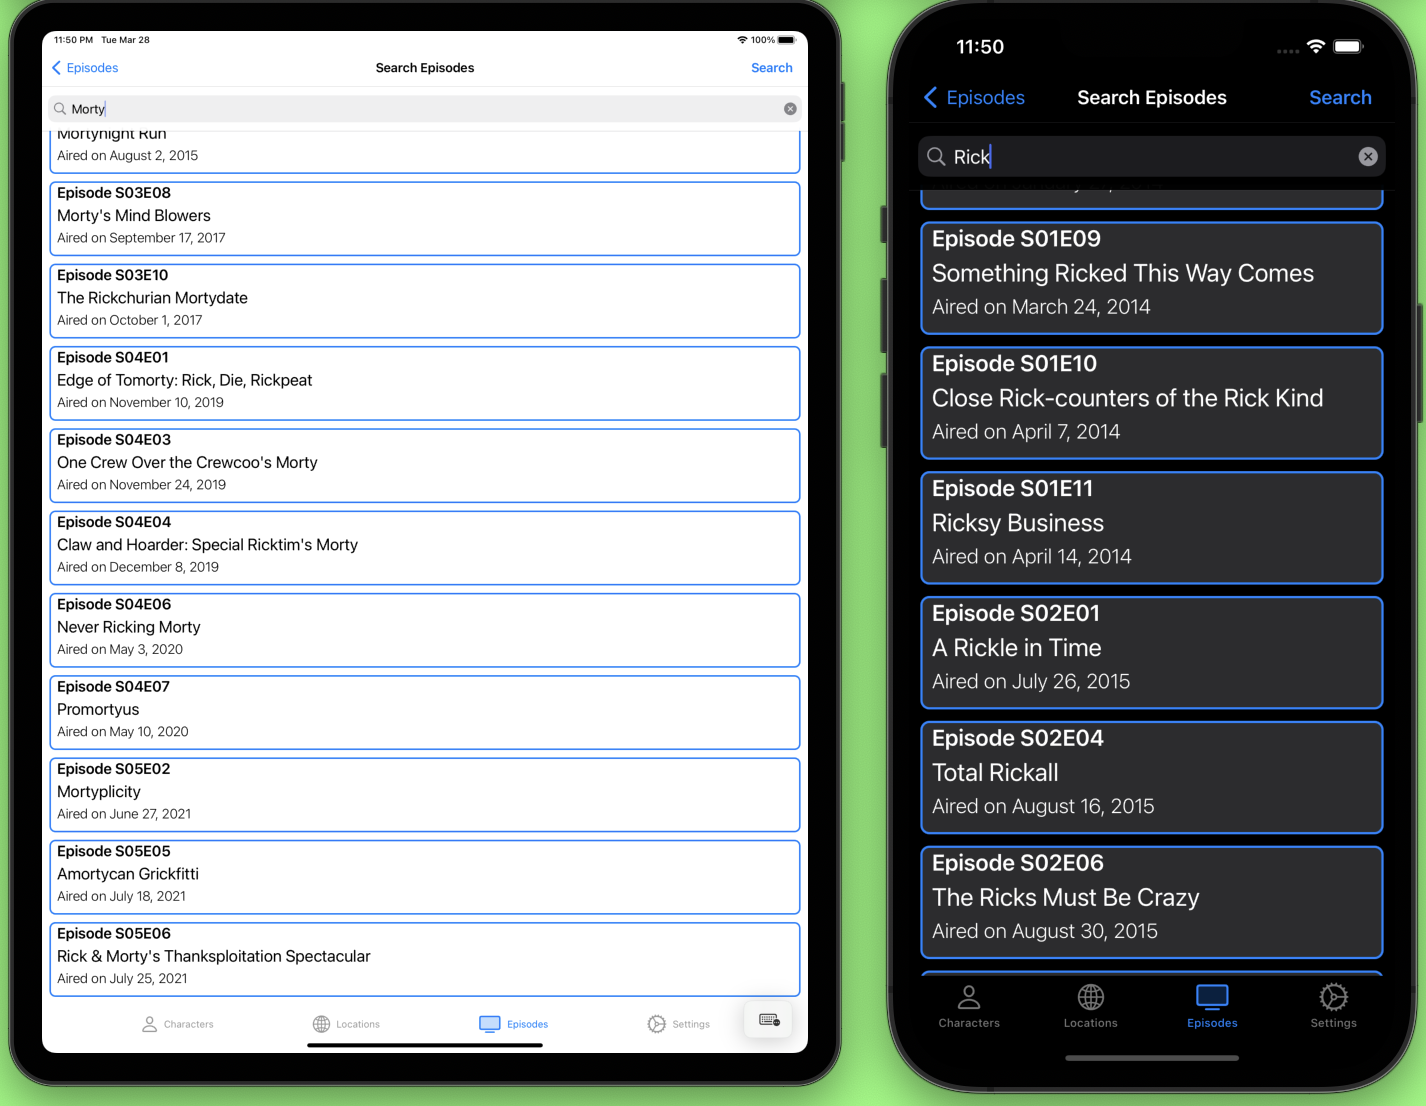 11:50 PM Tue Mar 28
100%
Episodes
Search Episodes
Search
Morty
Mortynight Run
Aired on August 2, 2015
Episode S03E08
Morty's Mind Blowers
Aired on September 17, 2017
Episode S03E10
The Rickchurian Mortydate
Aired on October 1, 2017
Episode S04E01
Edge of Tomorty: Rick, Die, Rickpeat
Aired on November 10, 2019
Episode S04E03
One Crew Over the Crewcoo's Morty
Aired on November 24, 2019
Episode S04E04
Claw and Hoarder: Special Ricktim's Morty
Aired on December 8, 2019
Episode S04E06
Never Ricking Morty
Aired on May 3, 2020
Episode S04E07
Promortyus
Aired on May 10, 2020
Episode S05E02
Mortyplicity
Aired on June 27, 2021
Episode S05E05
Amortycan Grickfitti
Aired on July 18, 2021
Episode S05E06
Rick & Morty's Thanksploitation Spectacular
Aired on July 25, 2021
Characters
Locations
Episodes
Settings
11:50
Episodes
Search Episodes
Search
Rick
Episode S01E09
Something Ricked This Way Comes
Aired on March 24, 2014
Episode S01E10
Close Rick-counters of the Rick Kind
Aired on April 7, 2014
Episode S01E11
Ricksy Business
Aired on April 14, 2014
Episode S02E01
A Rickle in Time
Aired on July 26, 2015
Episode S02E04
Total Rickall
Aired on August 16, 2015
Episode S02E06
The Ricks Must Be Crazy
Aired on August 30, 2015
Characters
Locations
Episodes
Settings